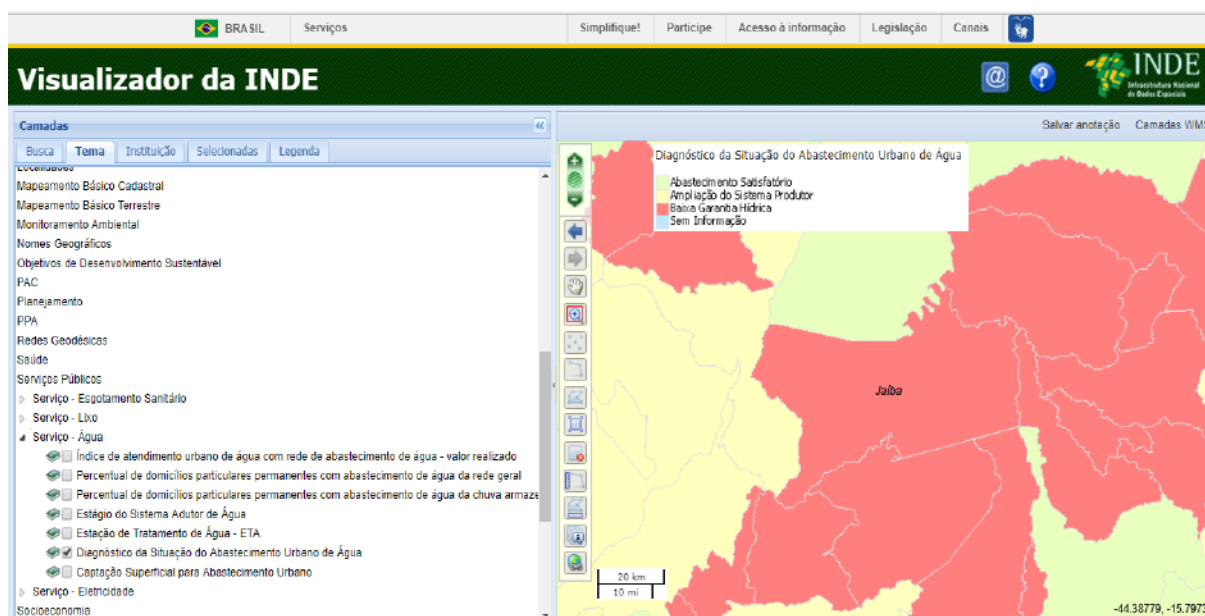 BRASIL Serviços Simplifique! Participe Acesso à informação Legislação Canais
Visualizador da INDE
@ ? INDE
Infraestrutura Nacional
de Dados Espaciais
Camadas «
Salvar anotação Camadas WMS
Busca Tema Instituição Selecionadas Legenda
Localidades
Mapeamento Básico Cadastral
Mapeamento Básico Terrestre
Monitoramento Ambiental
Nomes Geográficos
Objetivos de Desenvolvimento Sustentável
PAC
Planejamento
PPA
Redes Geodésicas
Saúde
Serviços Públicos
Serviço - Esgotamento Sanitário
Serviço - Lixo
Serviço - Água
Índice de atendimento urbano de água com rede de abastecimento de água - valor realizado
Percentual de domicílios particulares permanentes com abastecimento de água da rede geral
Percentual de domicílios particulares permanentes com abastecimento de água da chuva armaze
Estágio do Sistema Adutor de Água
Estação de Tratamento de Água - ETA
Diagnóstico da Situação do Abastecimento Urbano de Água
Captação Superficial para Abastecimento Urbano
Serviço - Eletricidade
Socioeconomia
Diagnóstico da Situação do Abastecimento Urbano de Água
Abastecimento Satisfatório
Ampliação do Sistema Produtor
Baixa Garantia Hídrica
Sem Informação
Jaíba
20 km
10 mi
-44.38779, -15.7973